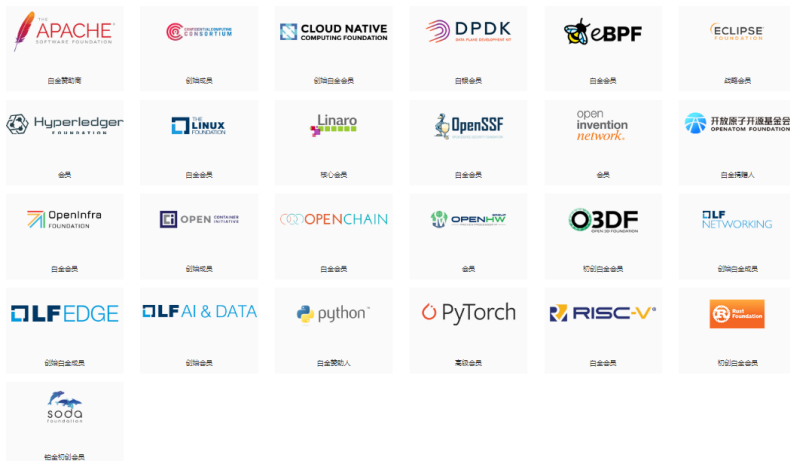 THE
APACHE®
SOFTWARE FOUNDATION
白金赞助商
CONFIDENTIAL COMPUTING
CONSORTIUM
创始成员
CLOUD NATIVE
COMPUTING FOUNDATION
创始白金会员
DPDK
DATA PLANE DEVELOPMENT KIT
白银会员
eBPF
白金会员
ECLIPSE®
FOUNDATION
战略会员
Hyperledger
FOUNDATION
会员
THE
LINUX
FOUNDATION
白金会员
Linaro
核心会员
OpenSSF
白金会员
open
invention
network®
会员
开放原子开源基金会
OPENATOM FOUNDATION
白金捐赠人
OpenInfra
FOUNDATION
白金会员
OPEN CONTAINER
INITIATIVE
创始成员
OPENCHAIN
白金会员
OPENHW
会员
O3DF
OPEN 3D FOUNDATION
初创白金会员
LF
NETWORKING
创始白金成员
LF EDGE
创始白金成员
LF AI & DATA
创始会员
python™
白金赞助人
PyTorch
高级会员
RISC-V®
白金会员
Rust
Foundation
初创白金会员
soda
foundation
铂金初创会员